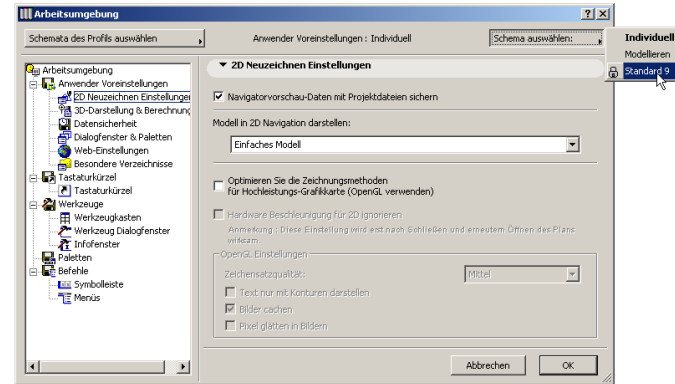 Arbeitsumgebung
Schemata des Profils auswählen
Anwender Voreinstellungen : Individuell
Schema auswählen:
Individuell
Modellieren
Standard 9
Arbeitsumgebung
Anwender Voreinstellungen
2D Neuzeichnen Einstellunge
3D-Darstellung & Berechnung
Datensicherheit
Dialogfenster & Paletten
Web-Einstellungen
Besondere Verzeichnisse
Tastaturkürzel
Tastaturkürzel
Werkzeuge
Werkzeugkasten
Werkzeug Dialogfenster
Infofenster
Paletten
Befehle
Symbolleiste
Menüs
2D Neuzeichnen Einstellungen
Navigatorvorschau-Daten mit Projektdateien sichern
Modell in 2D Navigation darstellen:
Einfaches Modell
Optimieren Sie die Zeichnungsmethoden
für Hochleistungs-Grafikkarte (OpenGL verwenden)
Hardware Beschleunigung für 2D ignorieren
Anmerkung : Diese Einstellung wird erst nach Schließen und erneutem Öffnen des Plans
wirksam.
OpenGL Einstellungen
Zeichensatzqualität:
Mittel
Text nur mit Konturen darstellen
Bilder cachen
Pixel glätten in Bildern
Abbrechen
OK